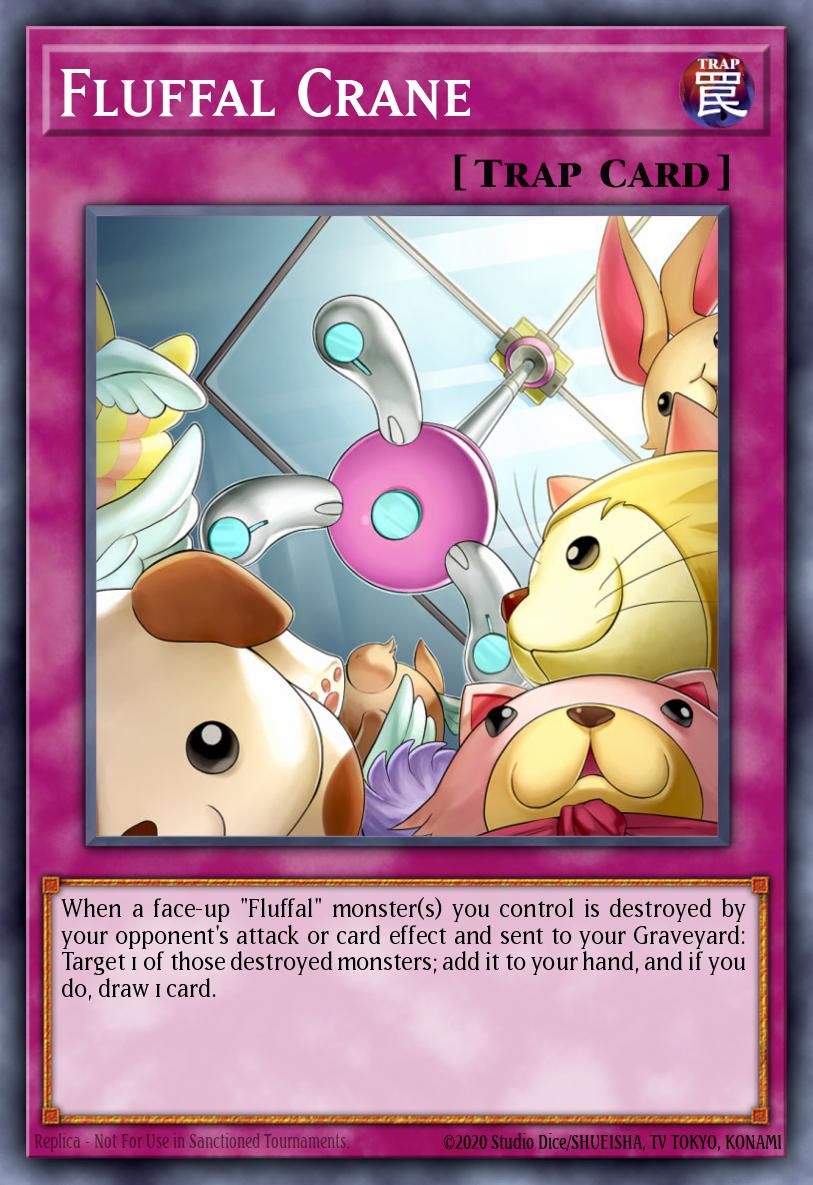 Fluffal Crane
TRAP
罠
[Trap Card]
When a face-up "Fluffal" monster(s) you control is destroyed by
your opponent's attack or card effect and sent to your Graveyard:
Target 1 of those destroyed monsters; add it to your hand, and if you
do, draw 1 card.
Replica - Not For Use in Sanctioned Tournaments.
©2020 Studio Dice/SHUEISHA, TV TOKYO, KONAMI